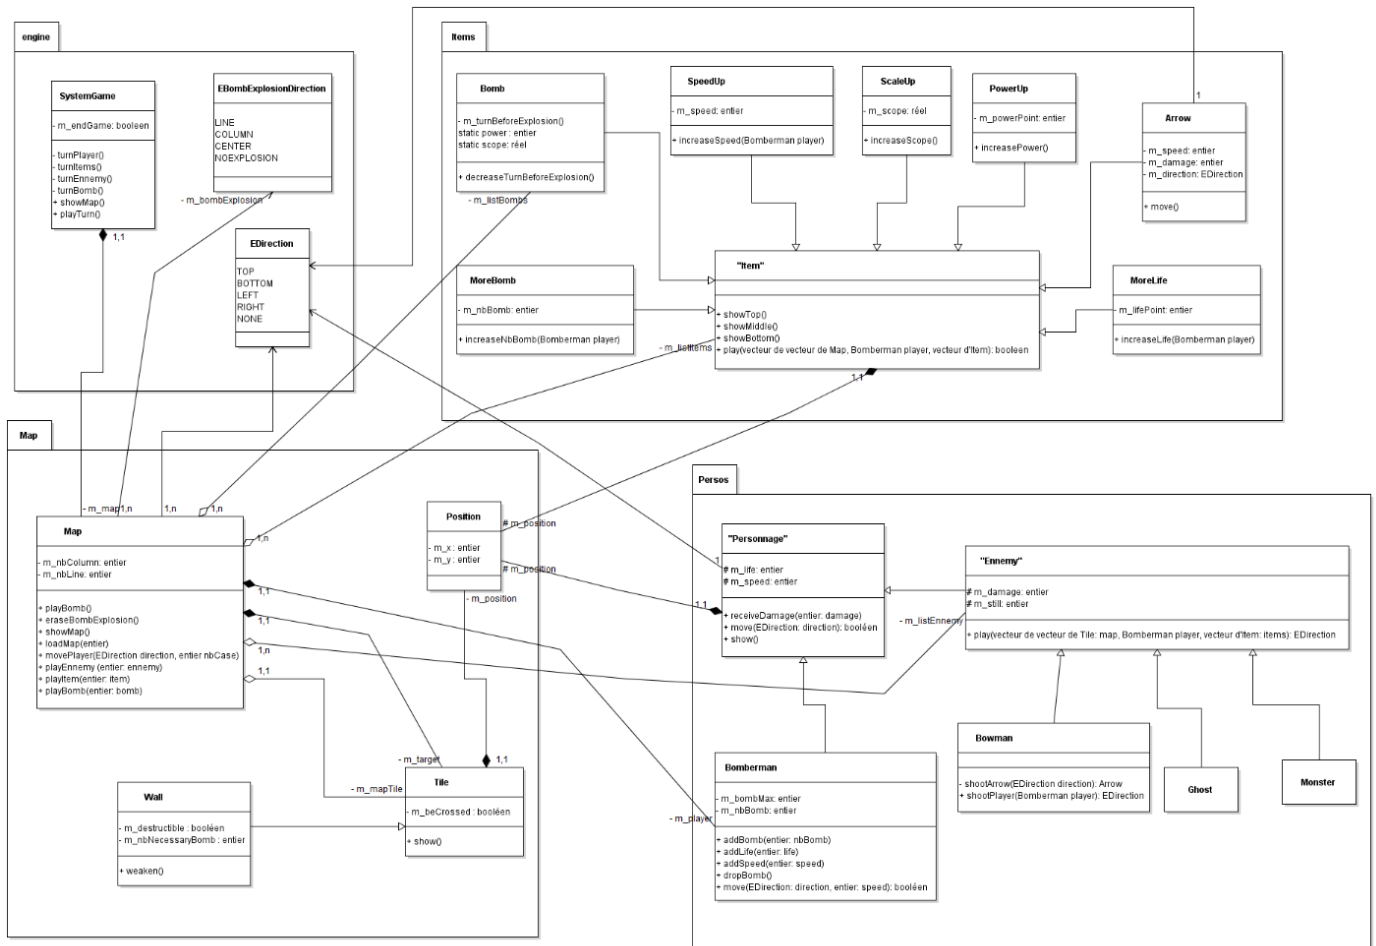 engine
SystemGame
- m_endGame: booleen
- turnPlayer()
- turnItems()
- turnEnnemy()
- turnBomb()
+ showMap()
+ playTurn()
1,1
EBombExplosionDirection
LINE
COLUMN
CENTER
NOEXPLOSION
- m_bombExplosion
EDirection
TOP
BOTTOM
LEFT
RIGHT
NONE
Items
Bomb
- m_turnBeforeExplosion()
static power : entier
static scope: réel
+ decreaseTurnBeforeExplosion()
- m_listBombs
SpeedUp
- m_speed: entier
+ increaseSpeed(Bomberman player)
ScaleUp
- m_scope: réel
+ increaseScope()
PowerUp
- m_powerPoint: entier
+ increasePower()
1
Arrow
- m_speed: entier
- m_damage: entier
- m_direction: EDirection
+ move()
MoreBomb
- m_nbBomb: entier
+ increaseNbBomb(Bomberman player)
"Item"
+ showTop()
+ showMiddle()
+ showBottom()
+ play(vecteur de vecteur de Map, Bomberman player, vecteur d'Item): booleen
- m_listItems
1,1
MoreLife
- m_lifePoint: entier
+ increaseLife(Bomberman player)
Map
- m_map
1,n
1,n
1,n
Map
- m_nbColumn: entier
- m_nbLine: entier
+ playBomb()
+ eraseBombExplosion()
+ showMap()
+ loadMap(entier)
+ movePlayer(EDirection direction, entier nbCase)
+ playEnnemy (entier: ennemy)
+ playItem(entier: item)
+ playBomb(entier: bomb)
1,n
1,1
1,1
1,n
1,1
Position
- m_x : entier
- m_y : entier
# m_position
# m_position
- m_position
- m_target
1,1
- m_mapTile
Tile
- m_beCrossed : booléen
+ show()
Wall
- m_destructible : booléen
- m_nbNecessaryBomb : entier
+ weaken()
Persos
"Personnage"
1
# m_life: entier
# m_speed: entier
1,1
+ receiveDamage(entier: damage)
+ move(EDirection: direction): booléen
+ show()
- m_listEnnemy
"Ennemy"
# m_damage: entier
# m_still: entier
+ play(vecteur de vecteur de Tile: map, Bomberman player, vecteur d'Item: items): EDirection
Bomberman
- m_bombMax: entier
- m_nbBomb: entier
- m_player
+ addBomb(entier: nbBomb)
+ addLife(entier: life)
+ addSpeed(entier: speed)
+ dropBomb()
+ move(EDirection: direction, entier: speed): booléen
Bowman
- shootArrow(EDirection direction): Arrow
+ shootPlayer(Bomberman player): EDirection
Ghost
Monster